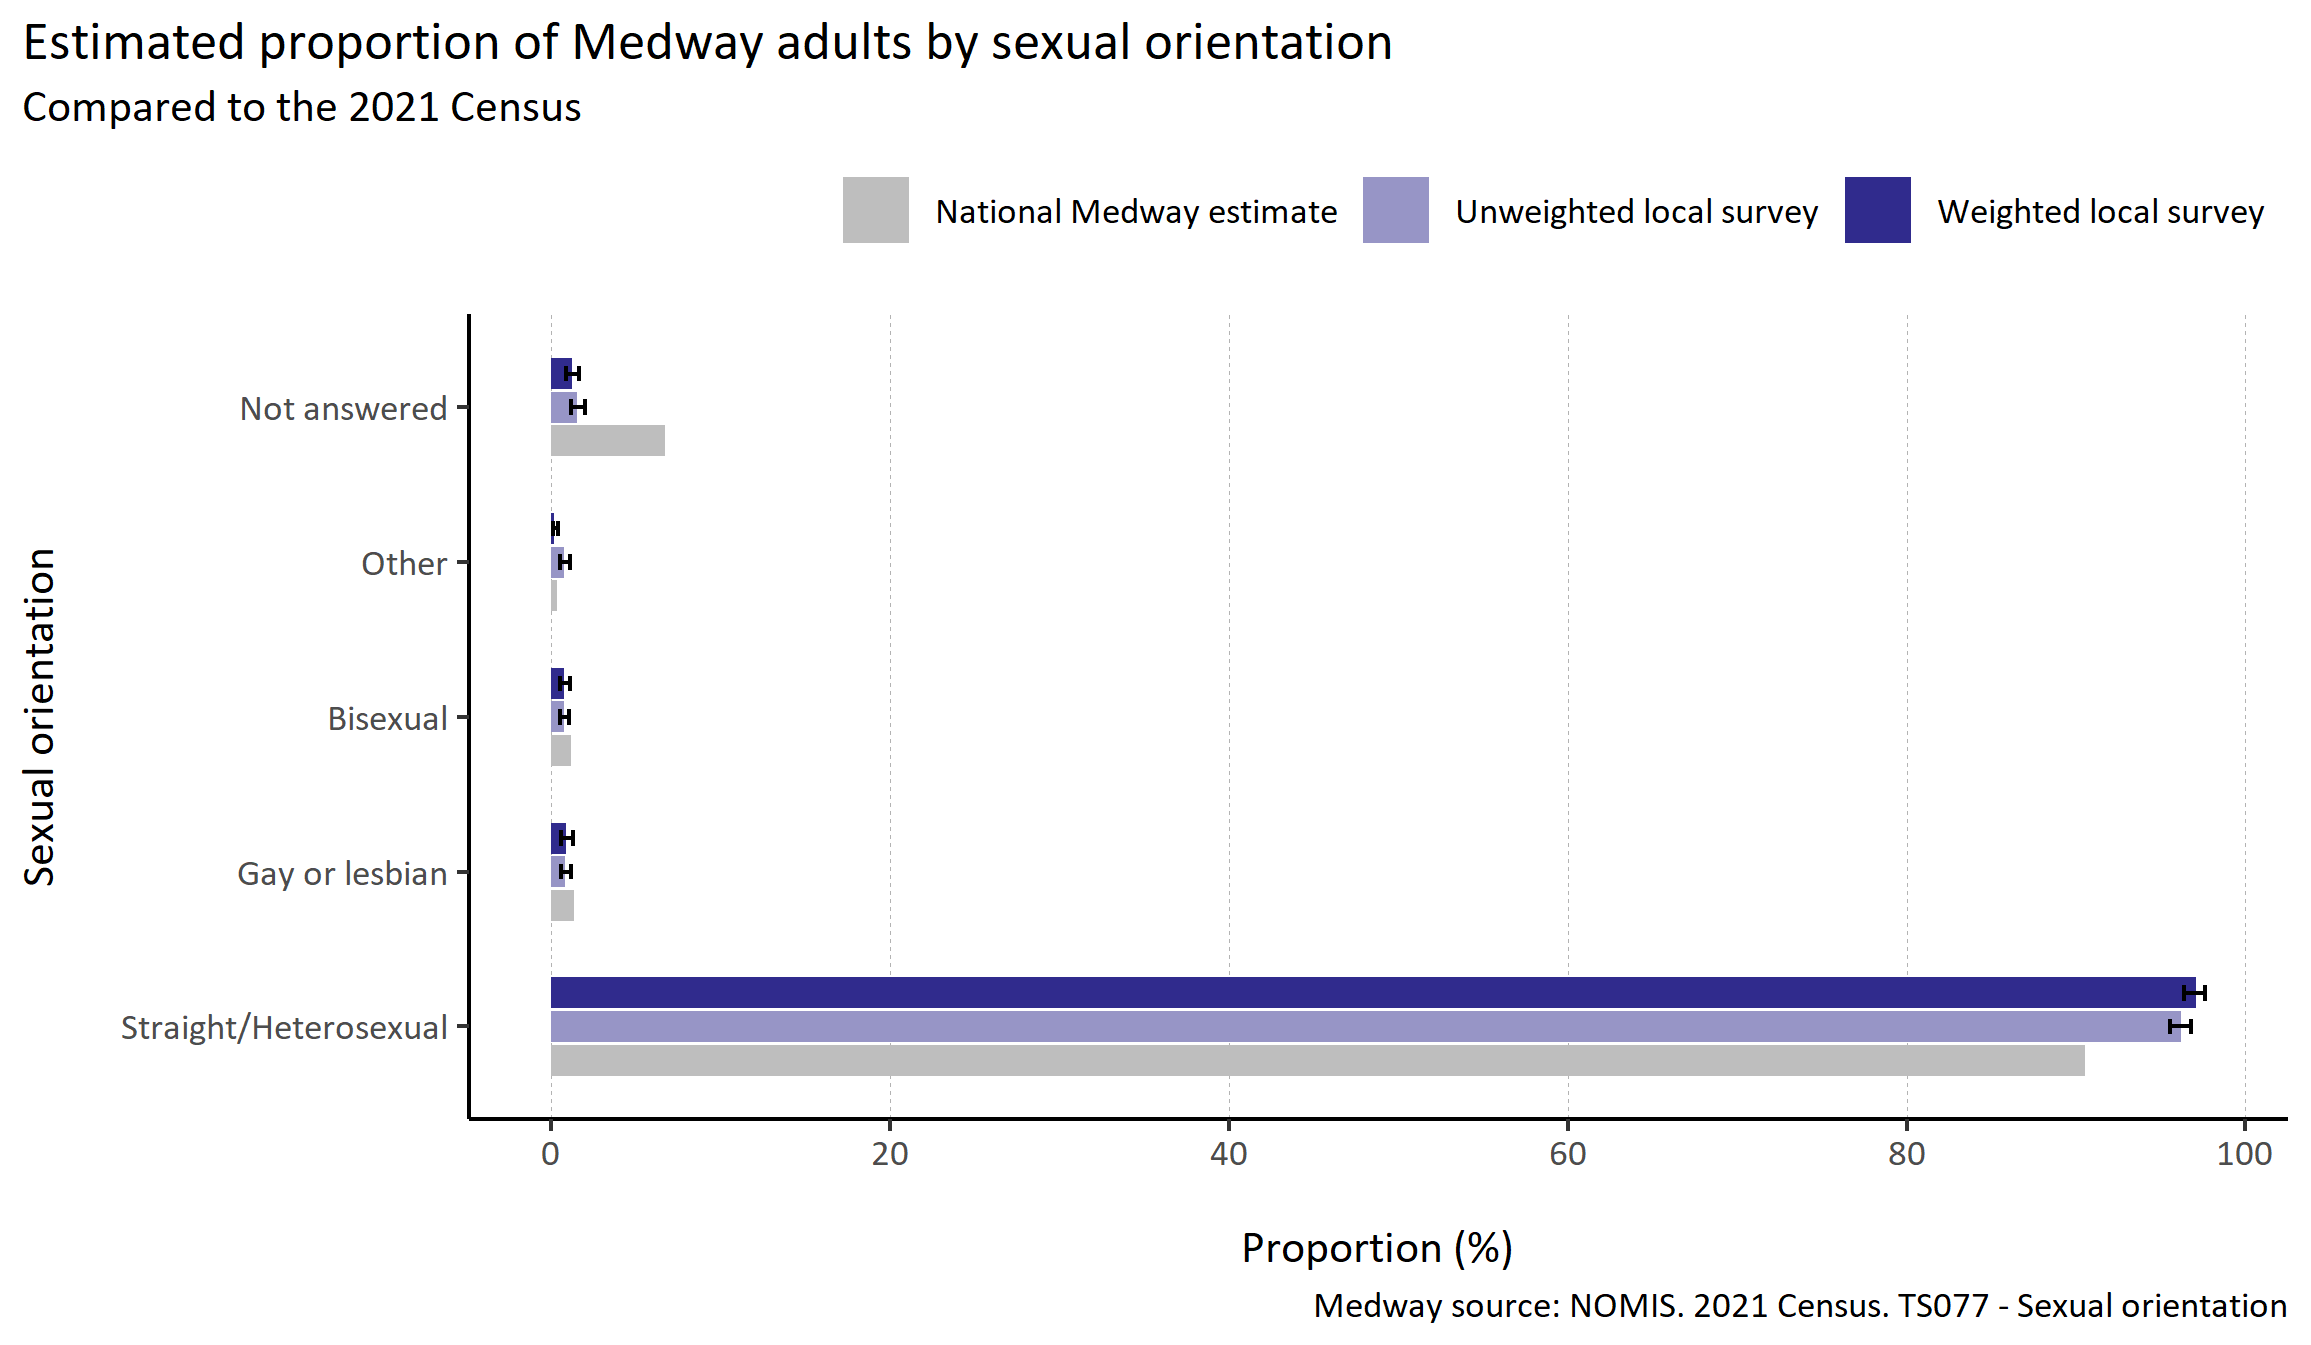 Estimated proportion of Medway adults by sexual orientation
Compared to the 2021 Census
National Medway estimate Unweighted local survey Weighted local survey
Sexual orientation
Not answered
Other
Bisexual
Gay or lesbian
Straight/Heterosexual
0 20 40 60 80 100
Proportion (%)
Medway source: NOMIS. 2021 Census. TS077 - Sexual orientation